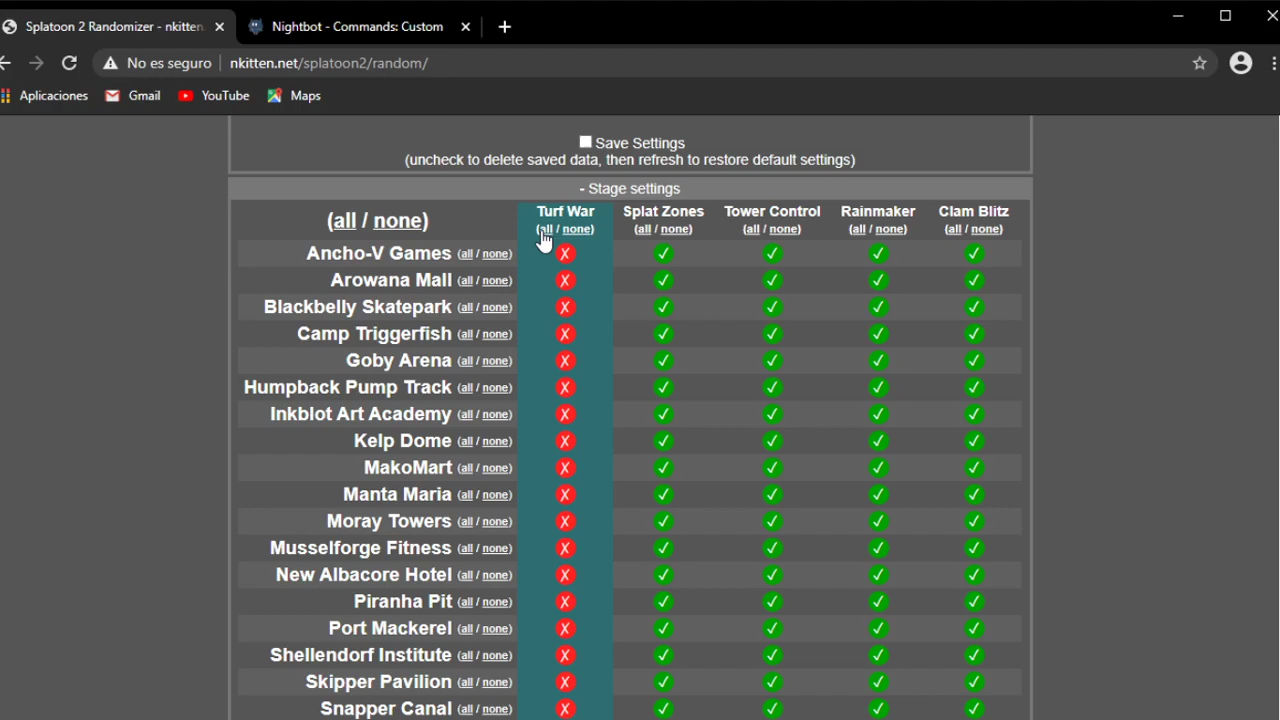 Splatoon 2 Randomizer - nkitten.
Nightbot - Commands: Custom
No es seguro nkitten.net/splatoon2/random/
Aplicaciones Gmail YouTube Maps
Save Settings
(uncheck to delete saved data, then refresh to restore default settings)
- Stage settings
(all / none) Turf War (all / none) Splat Zones (all / none) Tower Control (all / none) Rainmaker (all / none) Clam Blitz (all / none)
Ancho-V Games (all / none) X ✓ ✓ ✓ ✓
Arowana Mall (all / none) X ✓ ✓ ✓ ✓
Blackbelly Skatepark (all / none) X ✓ ✓ ✓ ✓
Camp Triggerfish (all / none) X ✓ ✓ ✓ ✓
Goby Arena (all / none) X ✓ ✓ ✓ ✓
Humpback Pump Track (all / none) X ✓ ✓ ✓ ✓
Inkblot Art Academy (all / none) X ✓ ✓ ✓ ✓
Kelp Dome (all / none) X ✓ ✓ ✓ ✓
MakoMart (all / none) X ✓ ✓ ✓ ✓
Manta Maria (all / none) X ✓ ✓ ✓ ✓
Moray Towers (all / none) X ✓ ✓ ✓ ✓
Musselforge Fitness (all / none) X ✓ ✓ ✓ ✓
New Albacore Hotel (all / none) X ✓ ✓ ✓ ✓
Piranha Pit (all / none) X ✓ ✓ ✓ ✓
Port Mackerel (all / none) X ✓ ✓ ✓ ✓
Shellendorf Institute (all / none) X ✓ ✓ ✓ ✓
Skipper Pavilion (all / none) X ✓ ✓ ✓ ✓
Snapper Canal (all / none) X ✓ ✓ ✓ ✓